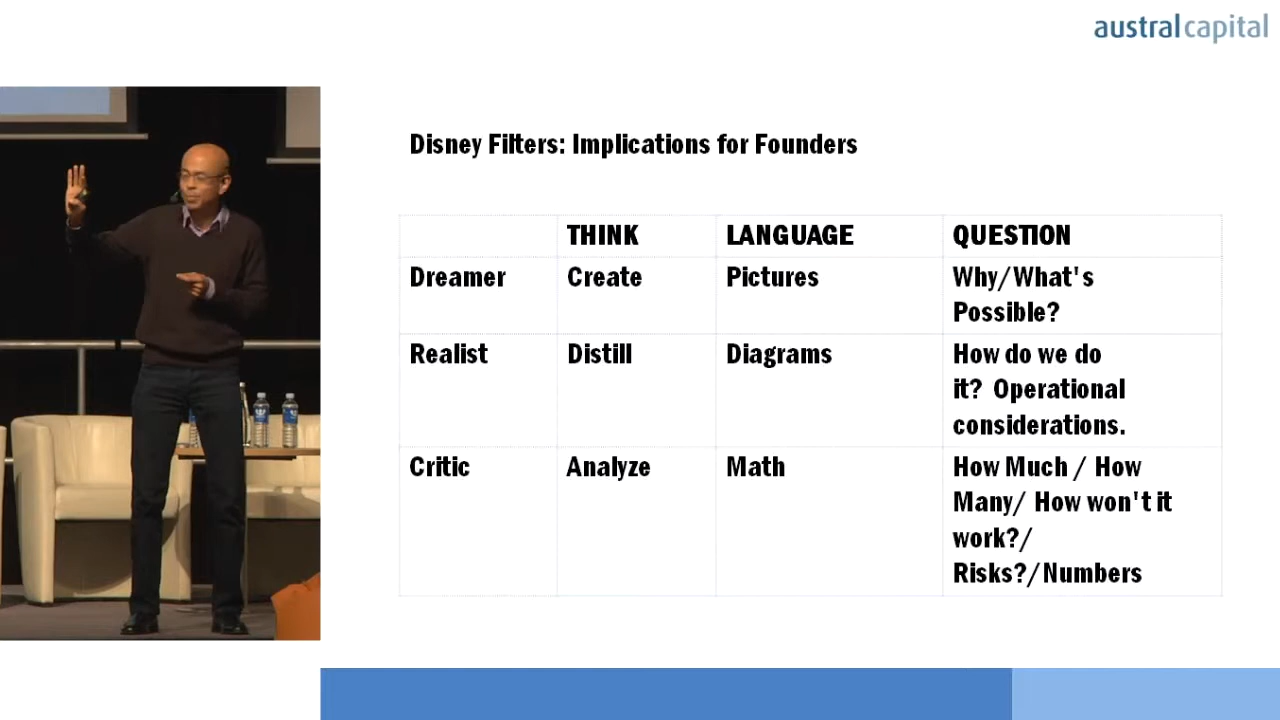 australcapital
Disney Filters: Implications for Founders
THINK LANGUAGE QUESTION
Dreamer Create Pictures Why/What's
Possible?
Realist Distill Diagrams How do we do
it? Operational
considerations.
Critic Analyze Math How Much / How
Many/ How won't it
work?/
Risks?/Numbers